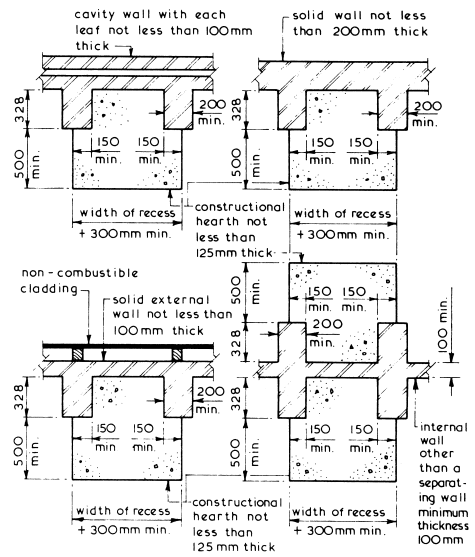 cavity wall with each
leaf not less than 100mm
thick
solid wall not less
than 200mm thick
328
200
min.
150 150
min. min.
500
min.
328
200
min.
150 150
min. min.
500
min.
width of recess
+ 300mm min.
constructional
hearth not
less than
125mm thick
width of recess
+ 300mm min.
non-combustible
cladding
solid external
wall not less than
100mm thick
500
min.
150 150
min. min.
328
200
min.
100 min.
328
200
min.
150 150
min. min.
500
min.
328
150 150
min. min.
500
min.
internal
wall
other
than a
separat-
ing wall
minimum
thickness
100mm
width of recess
+ 300mm min.
constructional
hearth not
less than
125mm thick
width of recess
+ 300mm min.